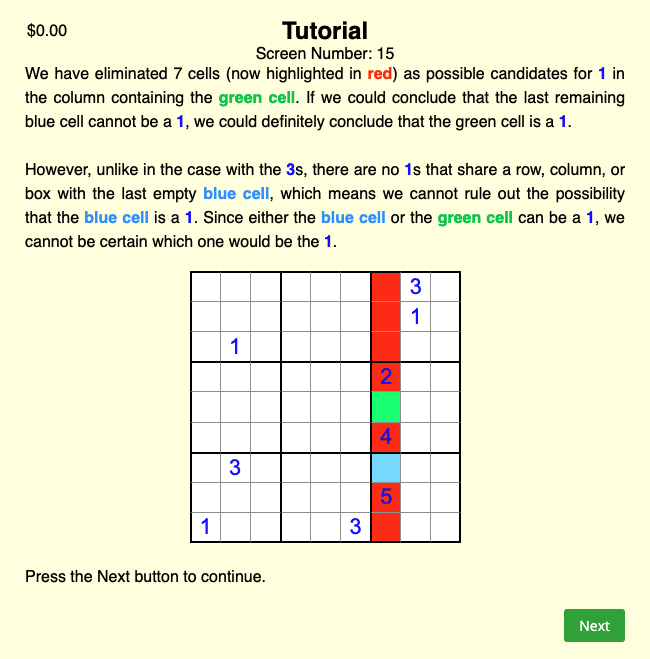 $0.00
Tutorial
Screen Number: 15
We have eliminated 7 cells (now highlighted in red) as possible candidates for 1 in
the column containing the green cell. If we could conclude that the last remaining
blue cell cannot be a 1, we could definitely conclude that the green cell is a 1.
However, unlike in the case with the 3s, there are no 1s that share a row, column, or
box with the last empty blue cell, which means we cannot rule out the possibility
that the blue cell is a 1. Since either the blue cell or the green cell can be a 1, we
cannot be certain which one would be the 1.
3
1
1
2
4
3
5
1 3
Press the Next button to continue.
Next